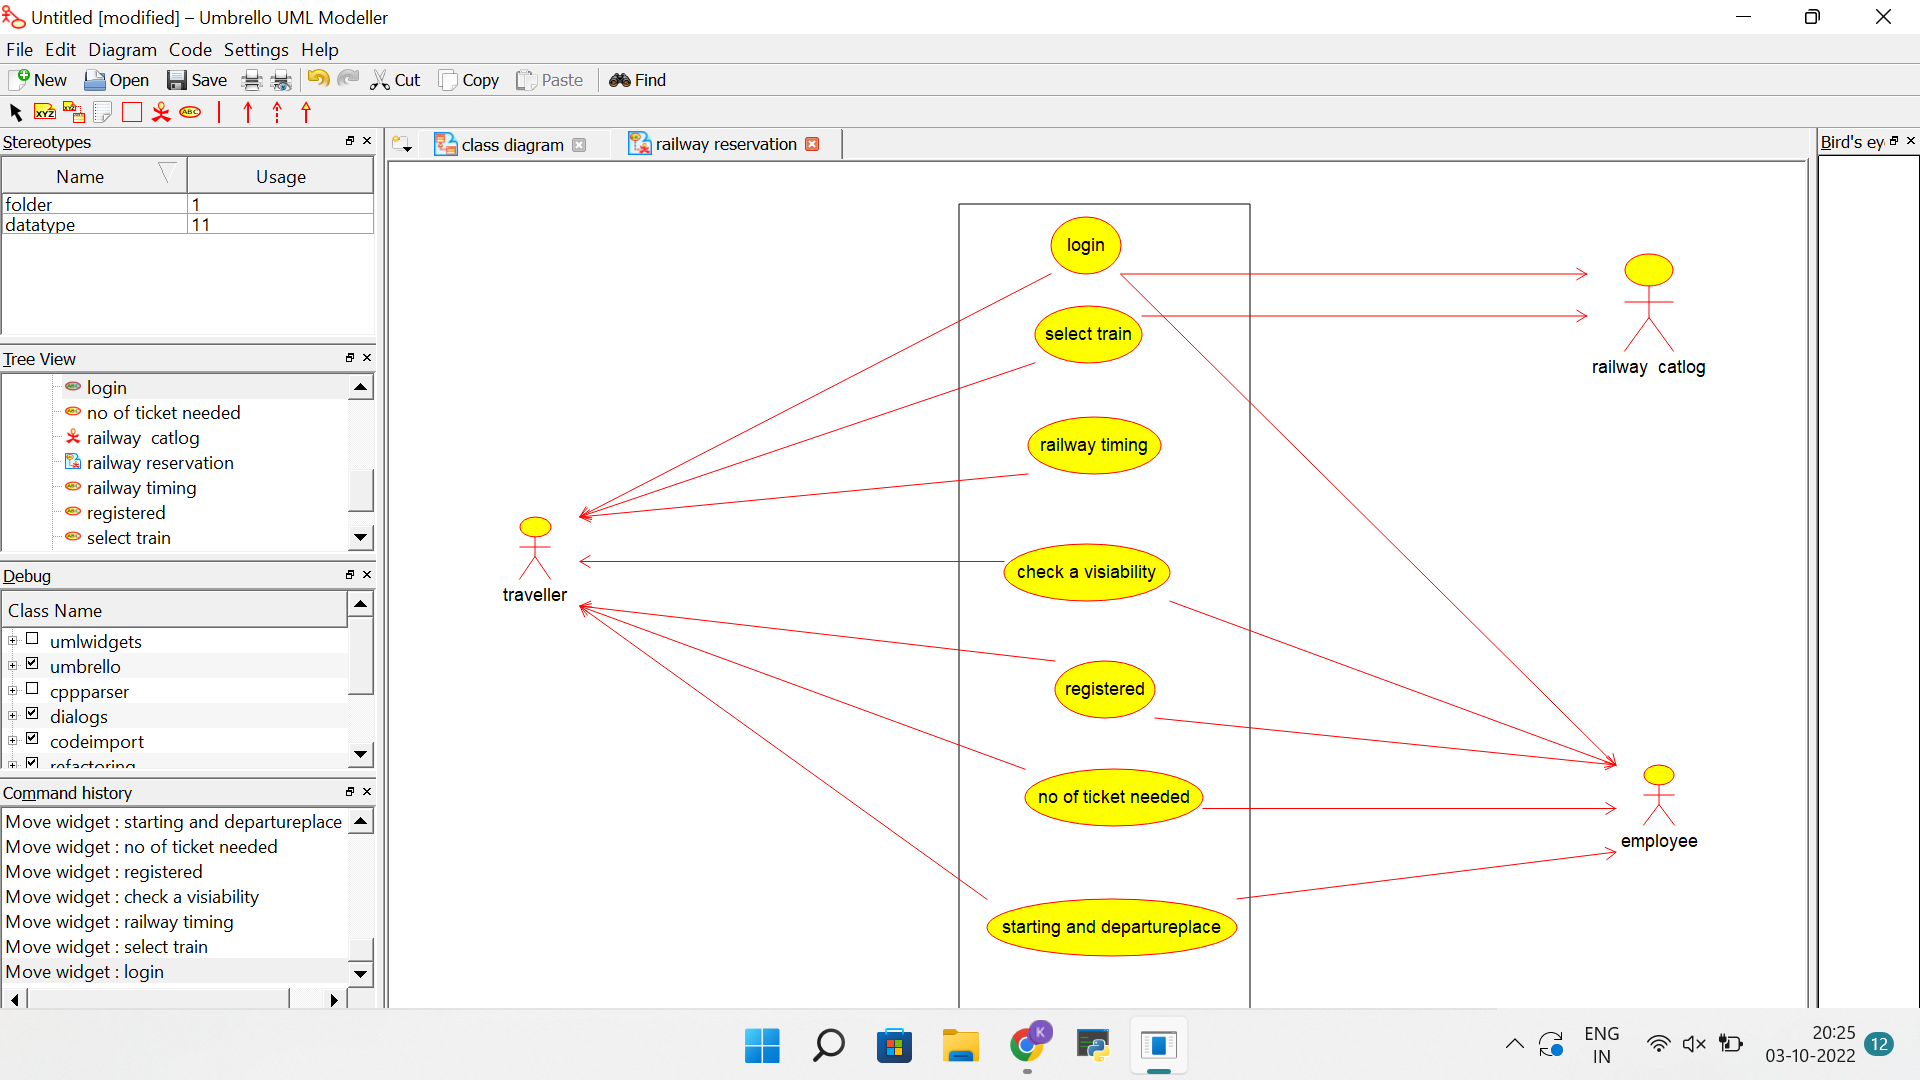 Untitled [modified] – Umbrello UML Modeller
File Edit Diagram Code Settings Help
New Open Save Cut Copy Paste Find
XYZ XYZ ABC
Stereotypes
Name Usage
folder 1
datatype 11
Tree View
login
no of ticket needed
railway  catlog
railway reservation
railway timing
registered
select train
Debug
Class Name
umlwidgets
umbrello
cppparser
dialogs
codeimport
refactoring
Command history
Move widget : starting and departureplace
Move widget : no of ticket needed
Move widget : registered
Move widget : check a visiability
Move widget : railway timing
Move widget : select train
Move widget : login
class diagram railway reservation
login
select train
railway timing
check a visiability
registered
no of ticket needed
starting and departureplace
traveller
railway  catlog
employee
Bird's ey
K
ENG
IN
20:25
03-10-2022
12